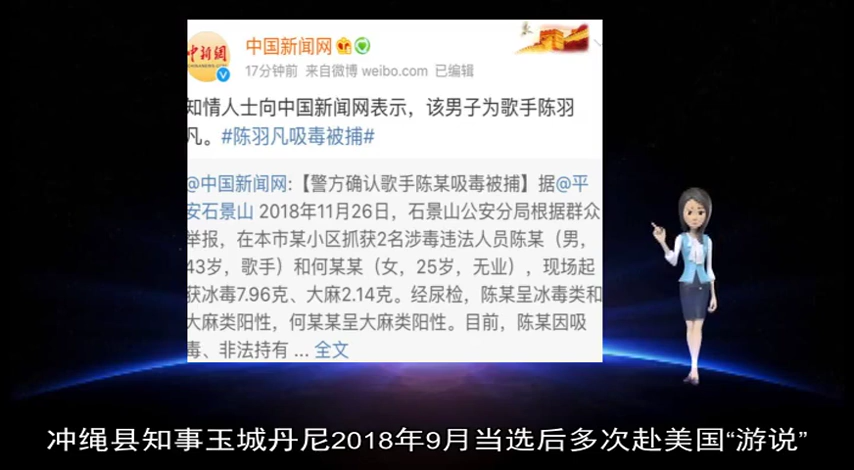 中新網
中国新闻网
17分钟前 来自微博 weibo.com 已编辑
知情人士向中国新闻网表示，该男子为歌手陈羽
凡。#陈羽凡吸毒被捕#
@中国新闻网:【警方确认歌手陈某吸毒被捕】据@平
安石景山 2018年11月26日，石景山公安分局根据群众
举报，在本市某小区抓获2名涉毒违法人员陈某（男，
43岁，歌手）和何某某（女，25岁，无业），现场起
获冰毒7.96克、大麻2.14克。经尿检，陈某呈冰毒类和
大麻类阳性，何某某呈大麻类阳性。目前，陈某因吸
毒、非法持有 ... 全文
冲绳县知事玉城丹尼2018年9月当选后多次赴美国“游说”